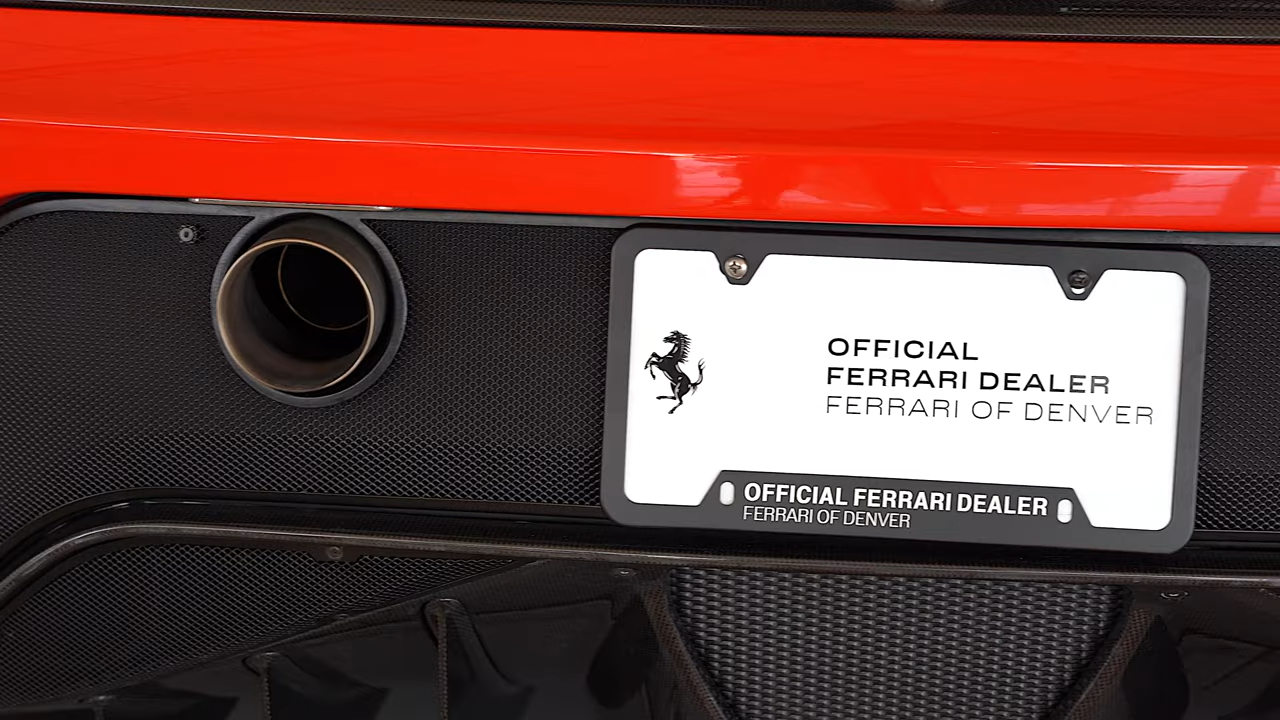 OFFICIAL
FERRARI DEALER
FERRARI OF DENVER
OFFICIAL FERRARI DEALER
FERRARI OF DENVER